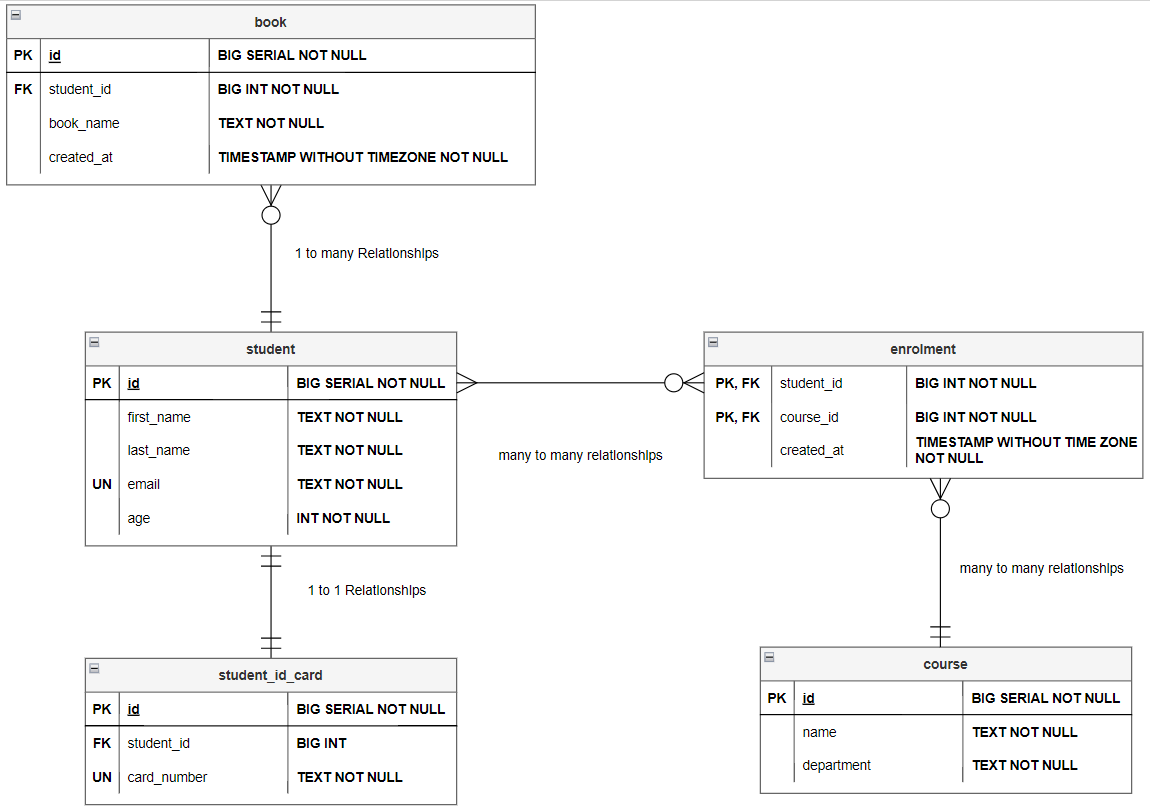 book
PK id BIG SERIAL NOT NULL
FK student_id BIG INT NOT NULL
book_name TEXT NOT NULL
created_at TIMESTAMP WITHOUT TIMEZONE NOT NULL
1 to many Relationships
student
PK id BIG SERIAL NOT NULL
first_name TEXT NOT NULL
last_name TEXT NOT NULL
UN email TEXT NOT NULL
age INT NOT NULL
many to many relationships
enrolment
PK, FK student_id BIG INT NOT NULL
PK, FK course_id BIG INT NOT NULL
created_at TIMESTAMP WITHOUT TIME ZONE
NOT NULL
1 to 1 Relationships
many to many relationships
student_id_card
PK id BIG SERIAL NOT NULL
FK student_id BIG INT
UN card_number TEXT NOT NULL
course
PK id BIG SERIAL NOT NULL
name TEXT NOT NULL
department TEXT NOT NULL